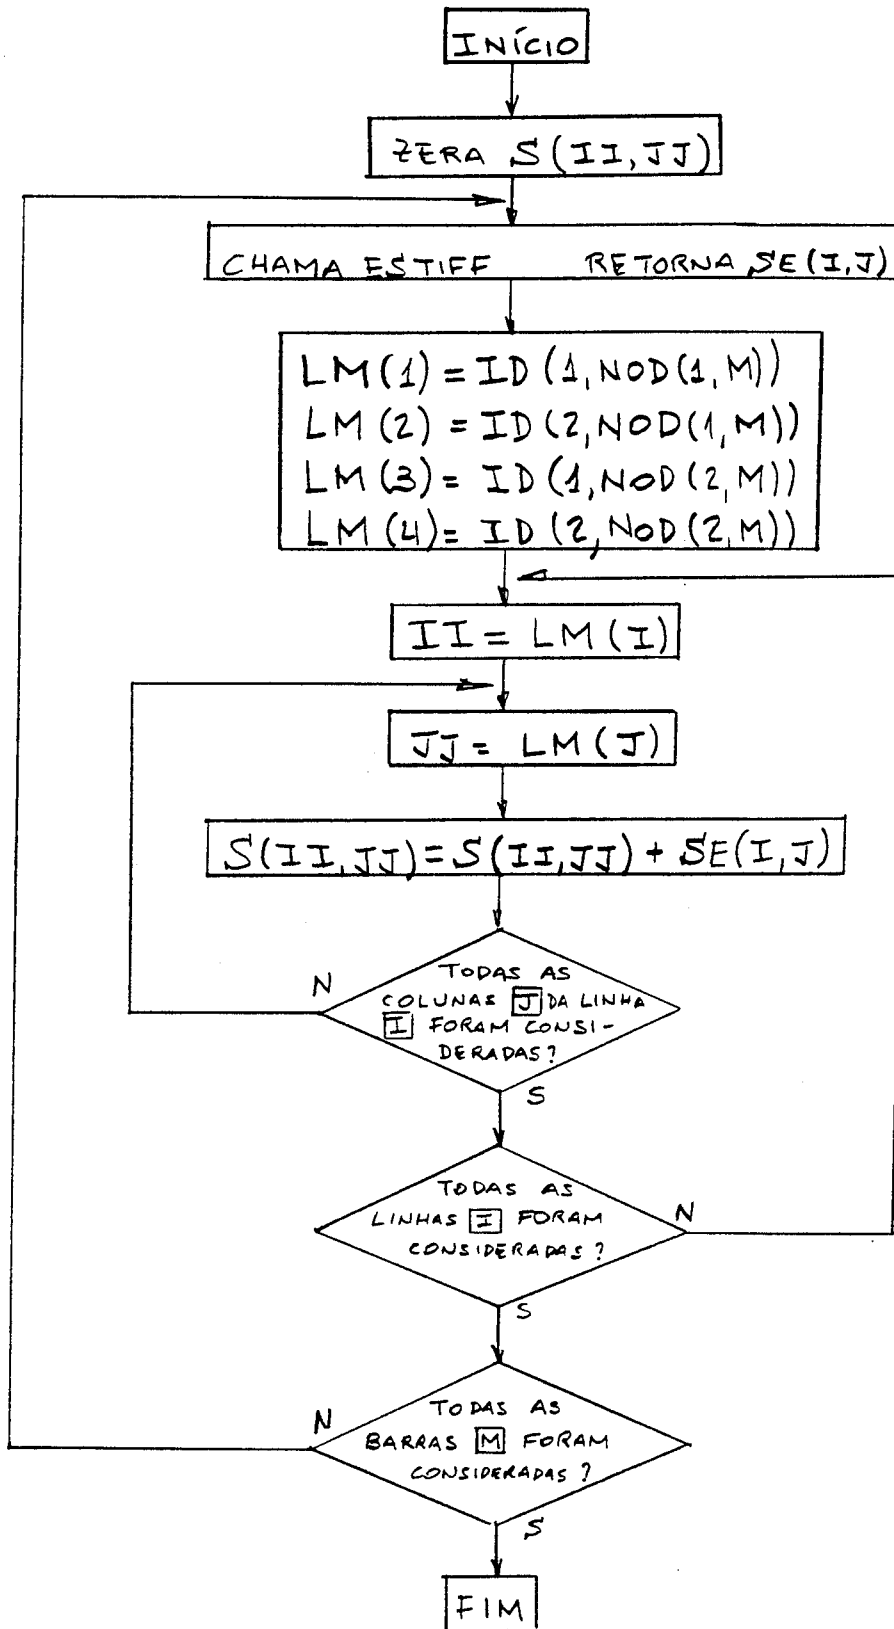 INÍCIO
ZERA S(II,JJ)
CHAMA ESTIFF RETORNA SE(I,J)
LM(1)=ID(1,NOD(1,M))
LM(2)=ID(2,NOD(1,M))
LM(3)=ID(1,NOD(2,M))
LM(4)=ID(2,NOD(2,M))
II=LM(I)
JJ=LM(J)
S(II,JJ)=S(II,JJ)+SE(I,J)
N
TODAS AS
COLUNAS J DA LINHA
I FORAM CONSI-
DERADAS?
S
TODAS AS
LINHAS I FORAM
CONSIDERADAS?
N
S
N
TODAS AS
BARRAS M FORAM
CONSIDERADAS?
S
FIM